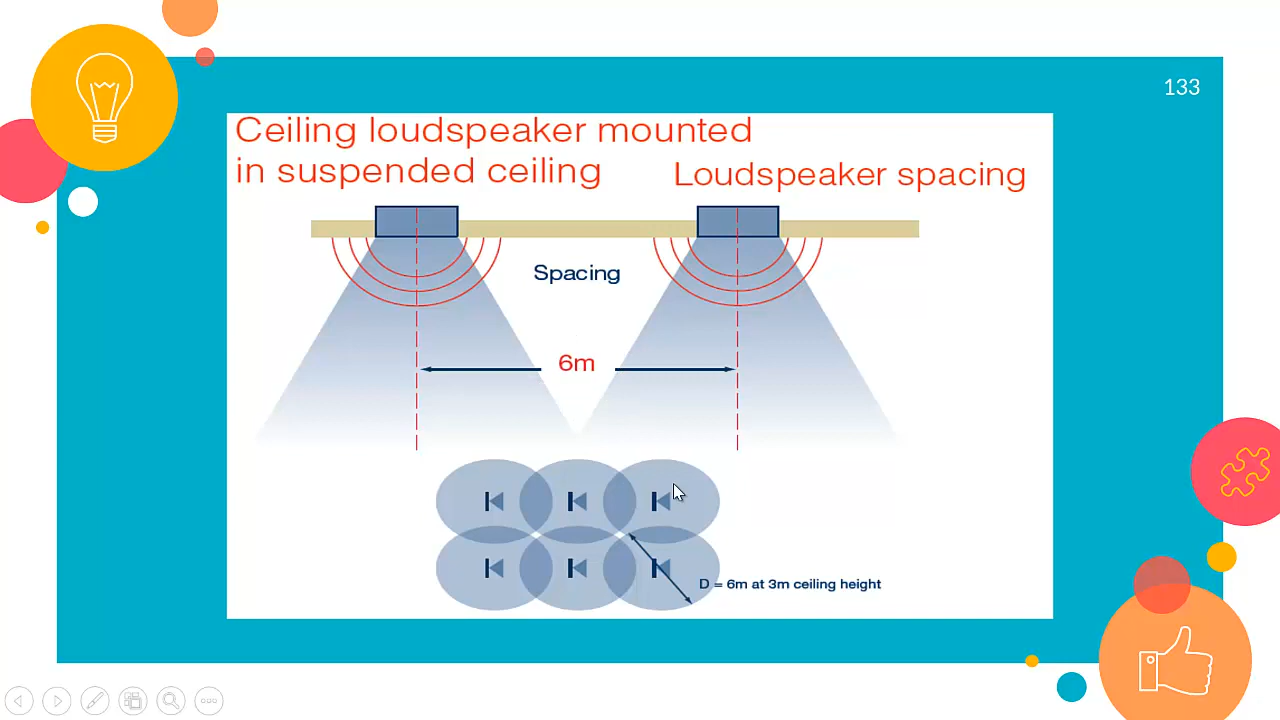 133
Ceiling loudspeaker mounted
in suspended ceiling
Loudspeaker spacing
Spacing
6m
D = 6m at 3m ceiling height